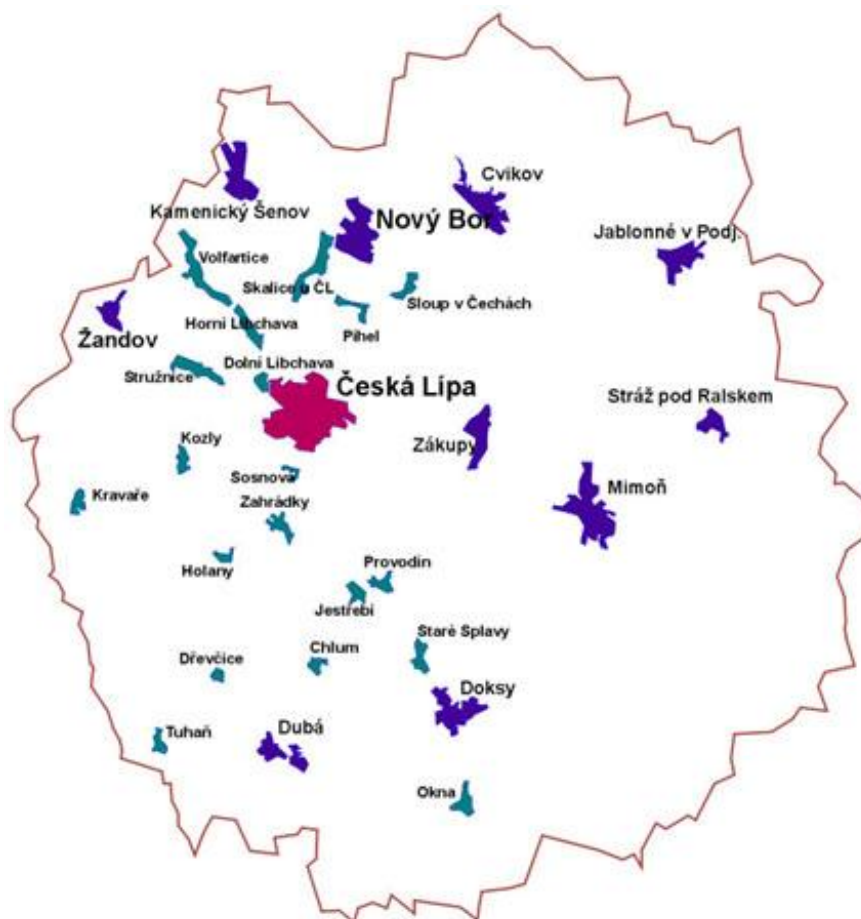 Cvikov
Kamenický Šenov
Nový Bor
Jablonné v Podj.
Volfartice
Skalice u ČL
Sloup v Čechách
Horní Libchava
Pihel
Žandov
Dolní Libchava
Stružnice
Česká Lípa
Stráž pod Ralskem
Kozly
Zákupy
Sosnová
Mimoň
Kravaře
Zahrádky
Holany
Provodín
Jestřebí
Staré Splavy
Chlum
Dřevčice
Doksy
Tuhaň
Dubá
Okna